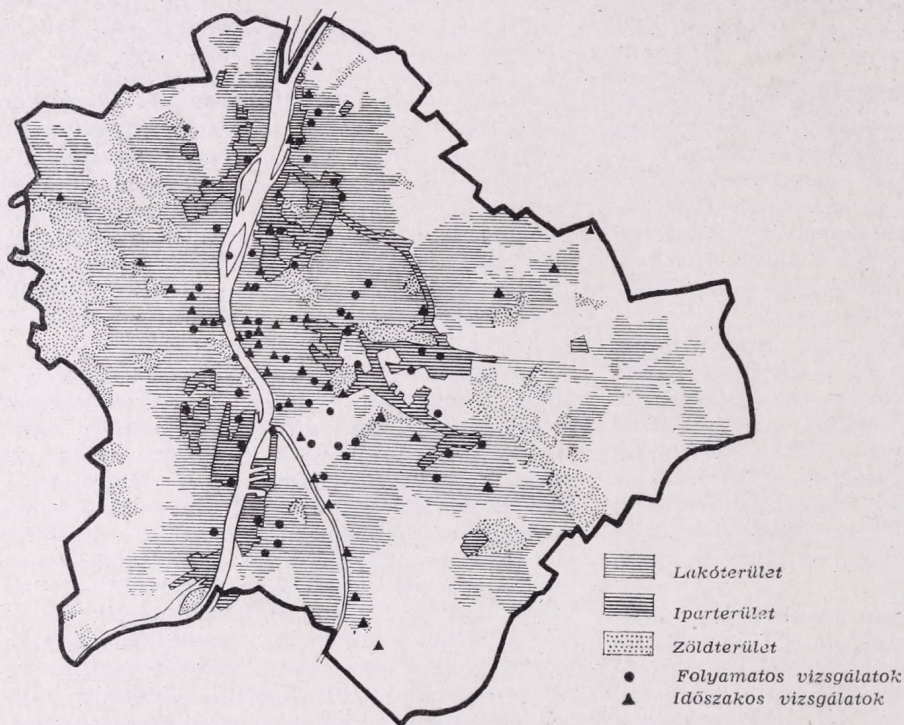 Lakóterület
Iparterület
Zöldterület
Folyamatos vizsgálatok
Időszakos vizsgálatok